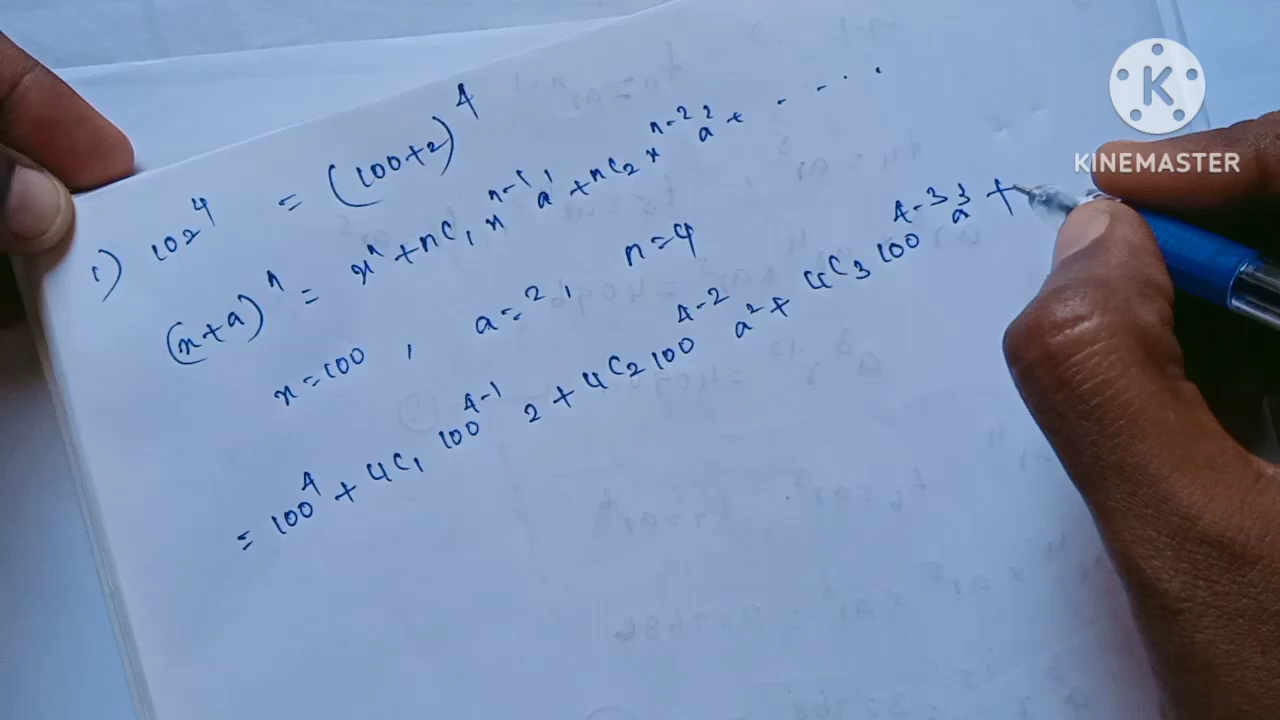 1) 102⁴ = (100+2)⁴
(x+a)ⁿ = xⁿ + nC₁ xⁿ⁻¹ a¹ + nC₂ xⁿ⁻² a² + - - . .
x=100 , a=2 , n=4
= 100⁴ + 4C₁ 100⁴⁻¹ 2 + 4C₂ 100⁴⁻² a² + 4C₃ 100⁴⁻³ a³ +
K
KINEMASTER